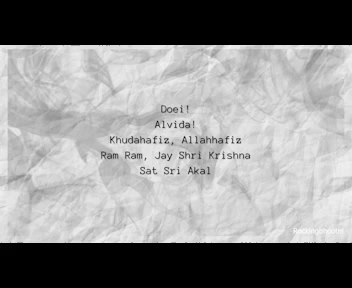 Doei!
Alvida!
Khudahafiz, Allahhafiz
Ram Ram, Jay Shri Krishna
Sat Sri Akal